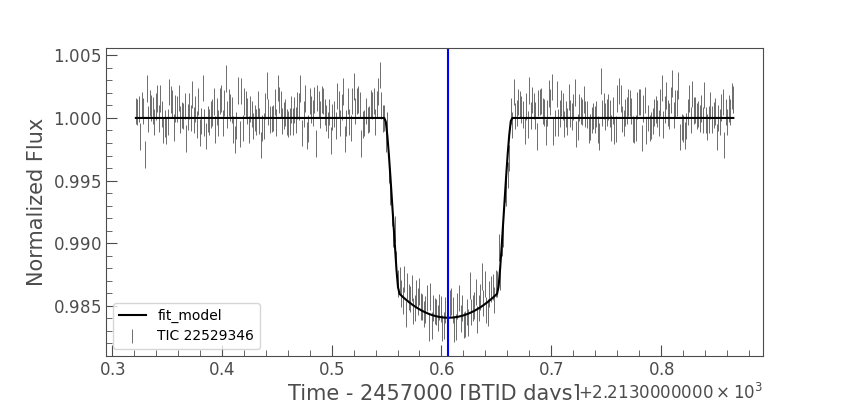 1.005
1.000
0.995
0.990
0.985
Normalized Flux
fit_model
TIC 22529346
0.3
0.4
0.5
0.6
0.7
0.8
Time - 2457000 [BTJD days]
+2.2130000000 × 10³